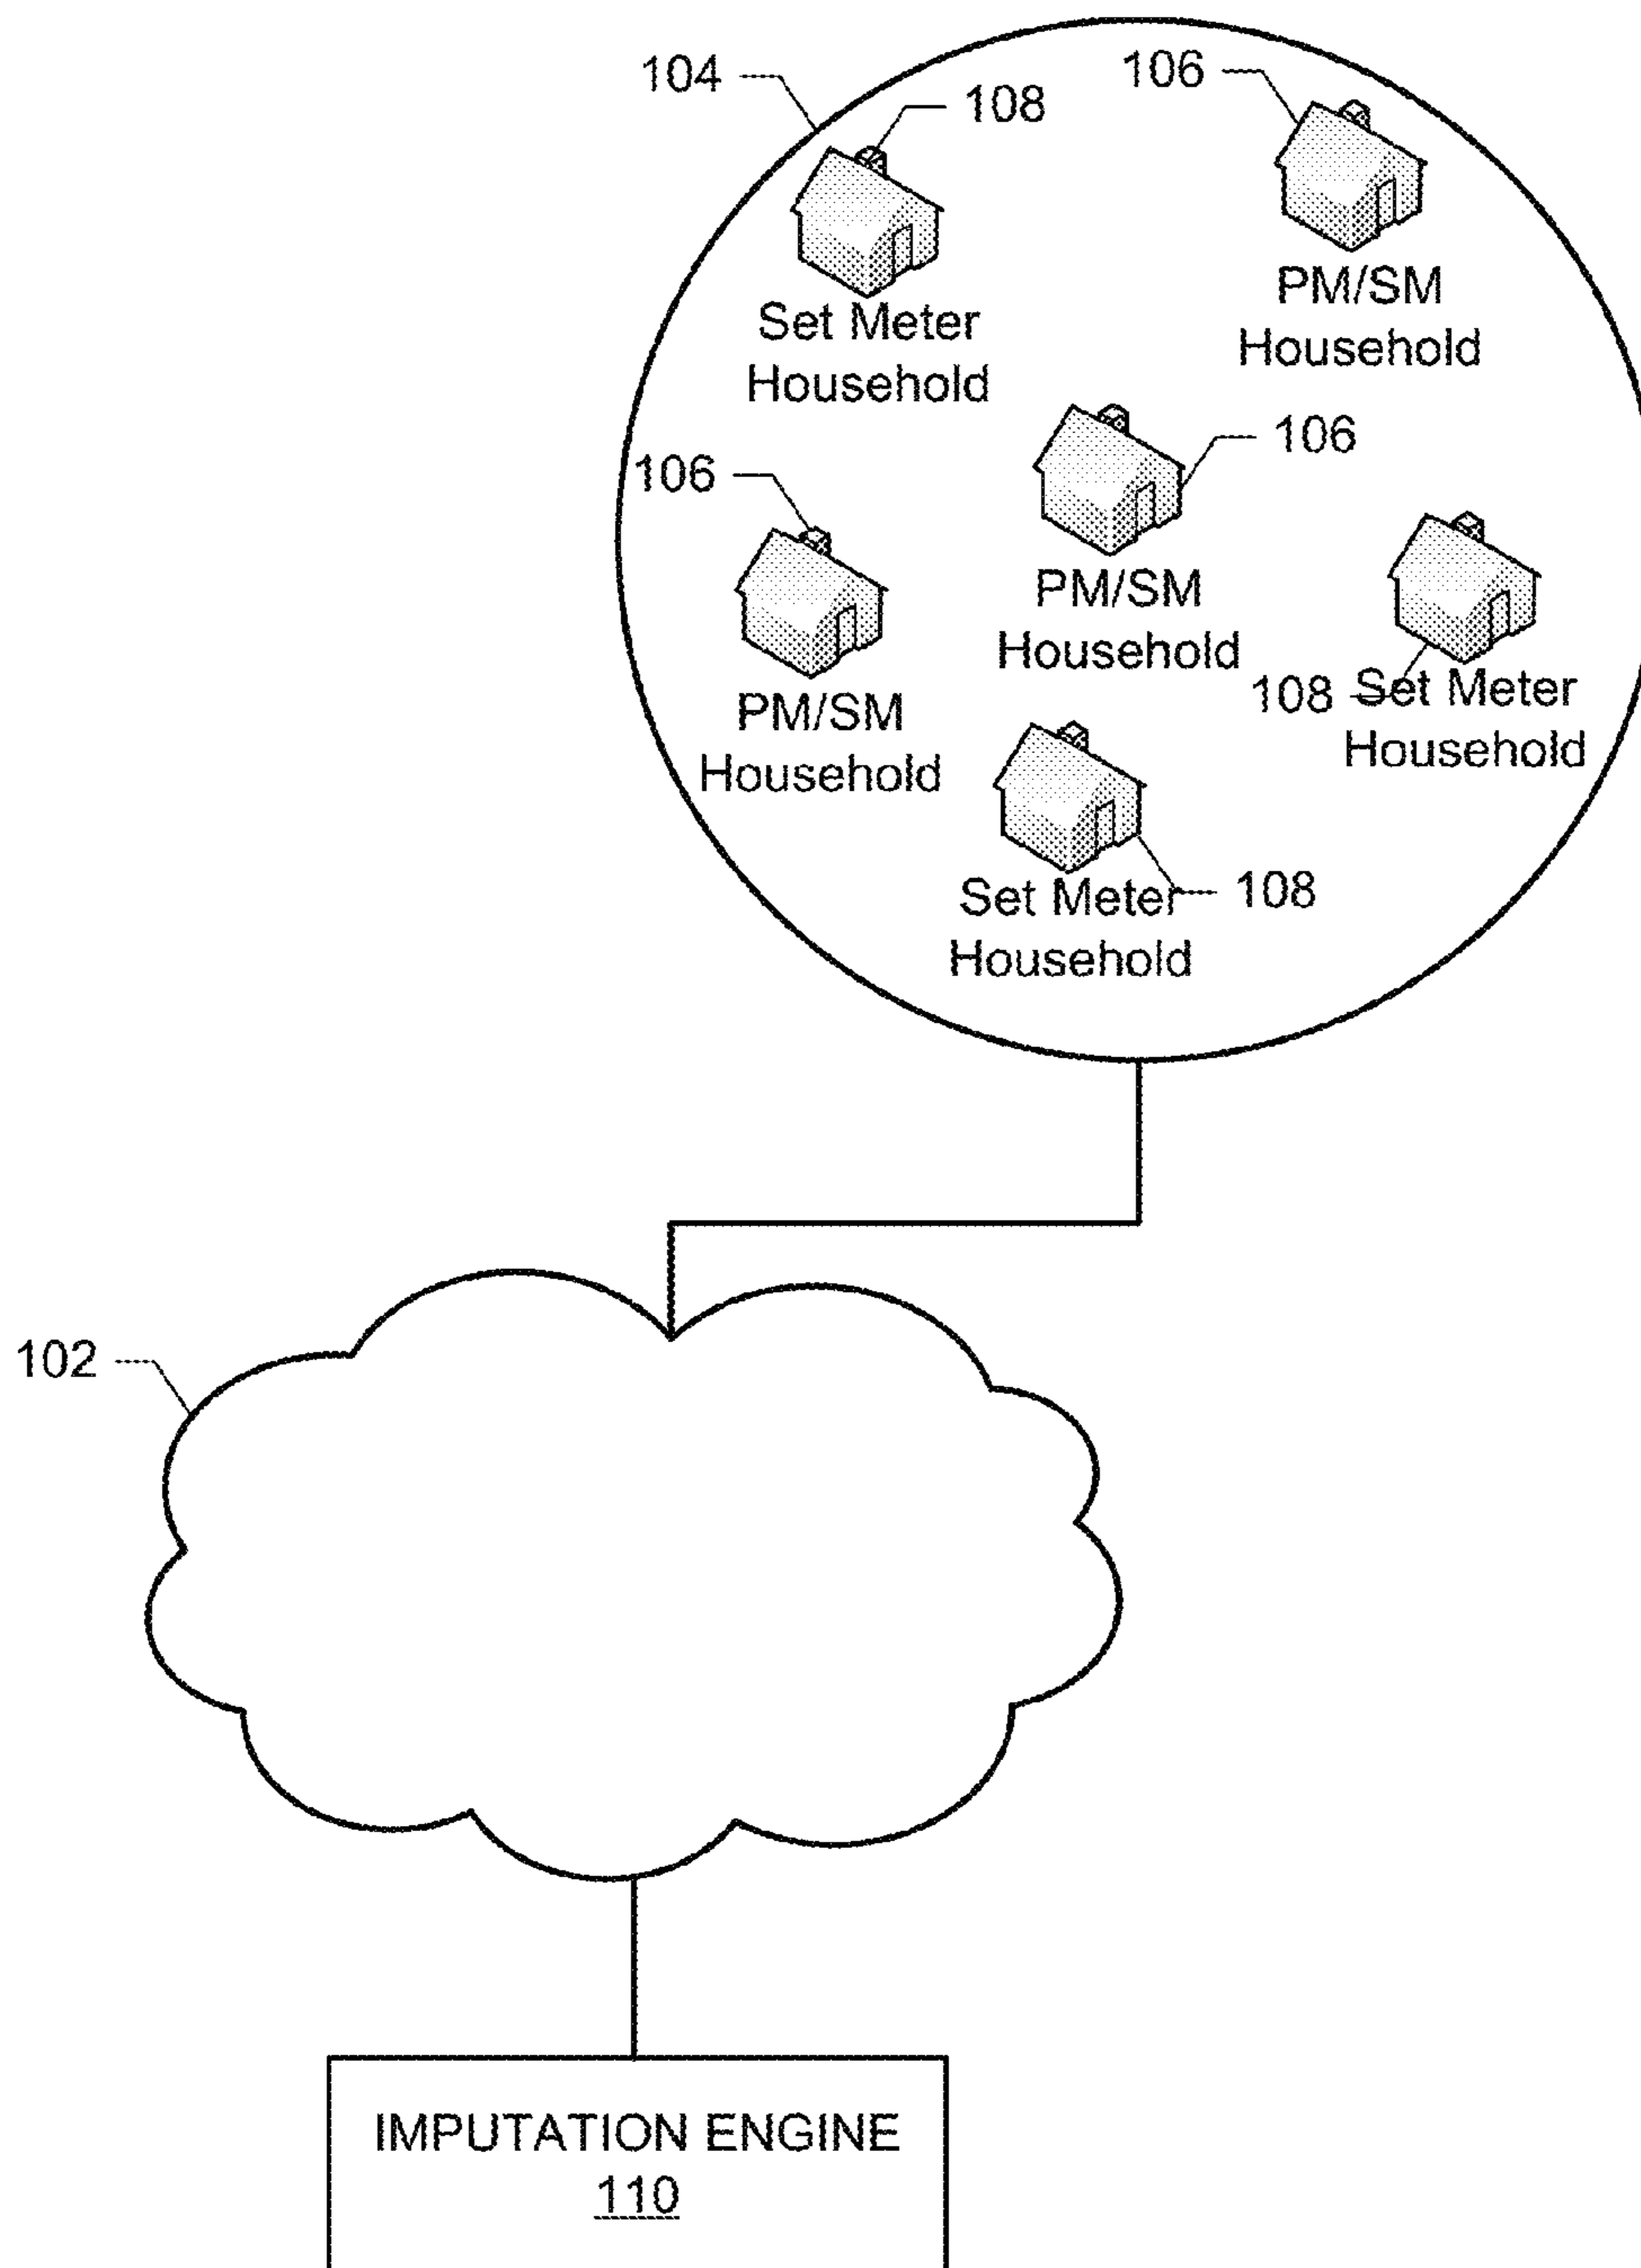 104
108
106
Set Meter
Household
PM/SM
Household
106
106
PM/SM
Household
PM/SM
Household
108
Set Meter
Household
Set Meter
Household
108
102
IMPUTATION ENGINE
110